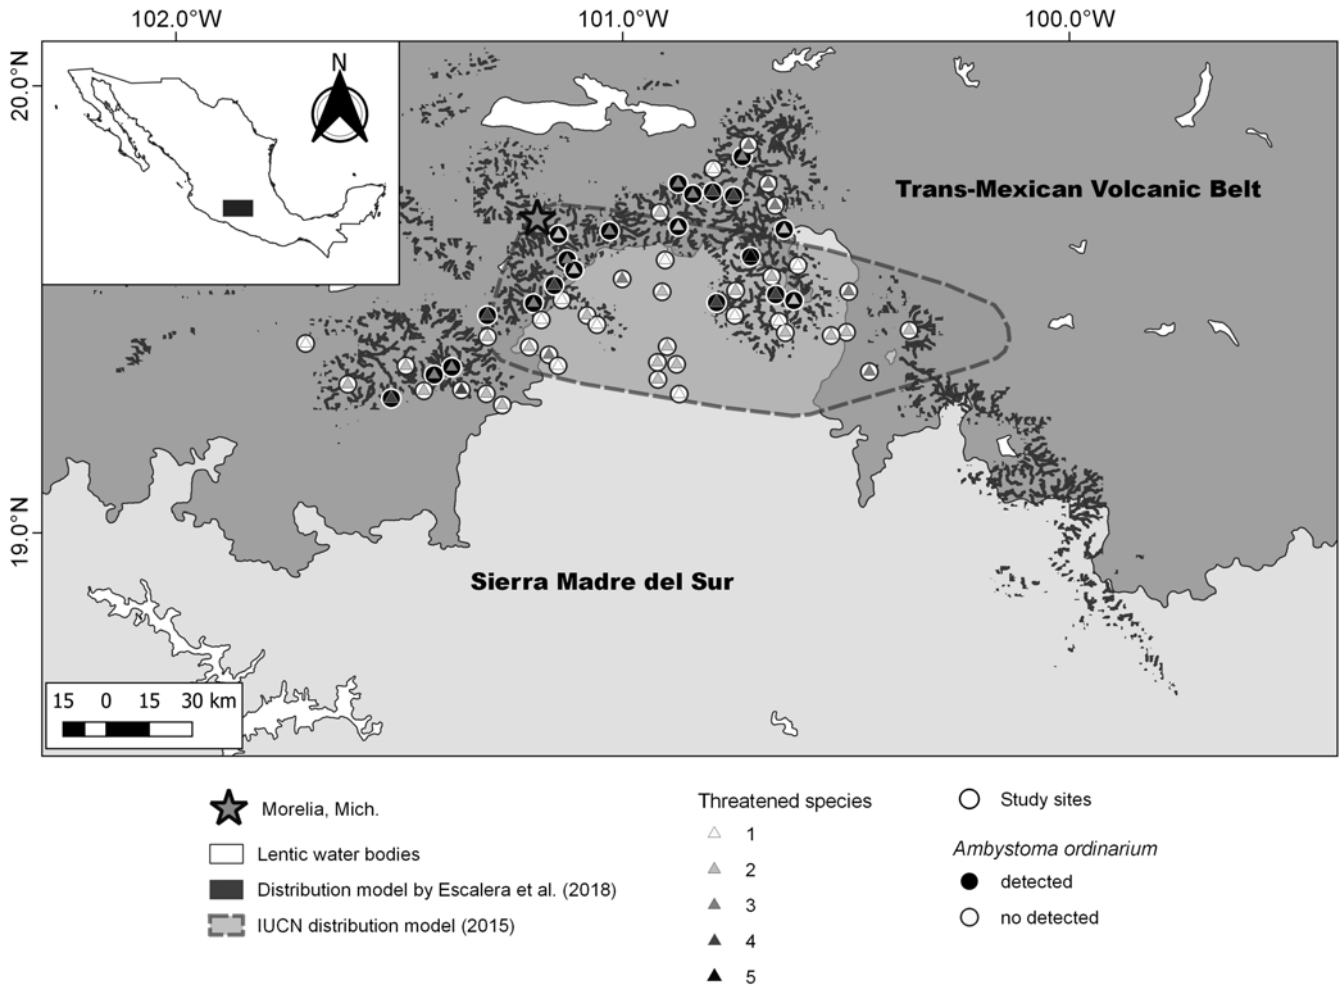 102.0°W 101.0°W 100.0°W
20.0°N
N
Trans-Mexican Volcanic Belt
19.0°N
Sierra Madre del Sur
15 0 15 30 km
Morelia, Mich.
Lentic water bodies
Distribution model by Escalera et al. (2018)
IUCN distribution model (2015)
Threatened species
1
2
3
4
5
Study sites
Ambystoma ordinarium
detected
no detected